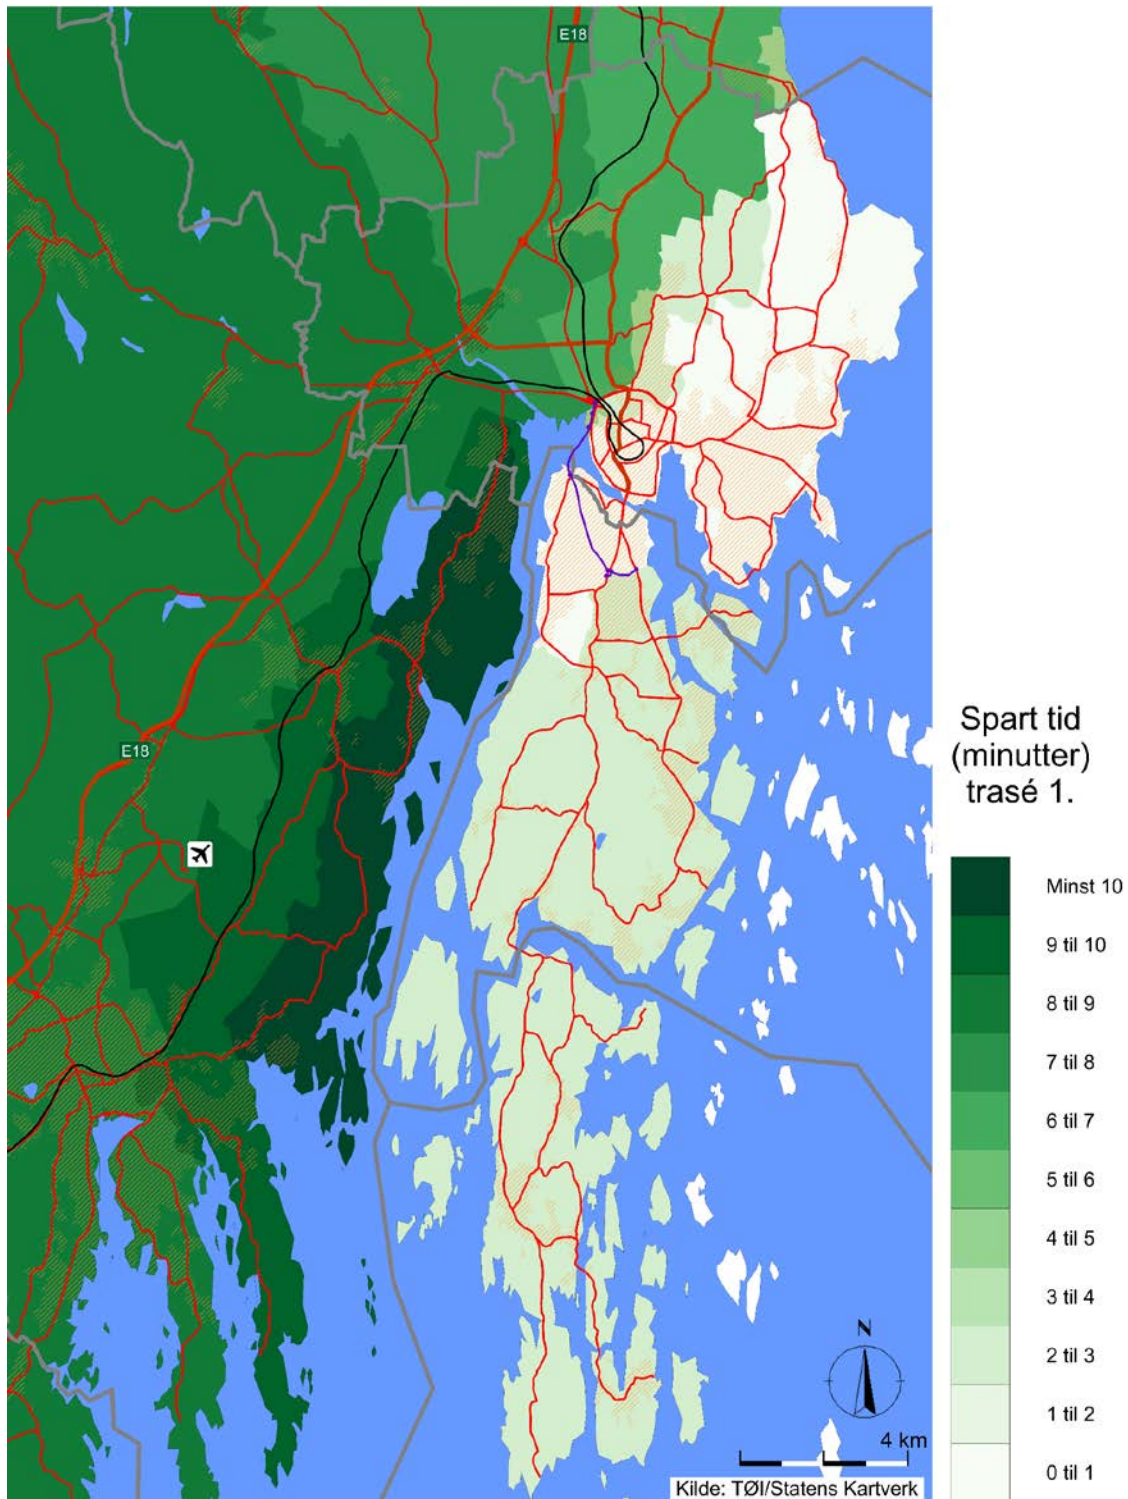 E18
E18
Spart tid
(minutter)
trasé 1.
Minst 10
9 til 10
8 til 9
7 til 8
6 til 7
5 til 6
4 til 5
3 til 4
2 til 3
1 til 2
0 til 1
N
4 km
Kilde: TØI/Statens Kartverk